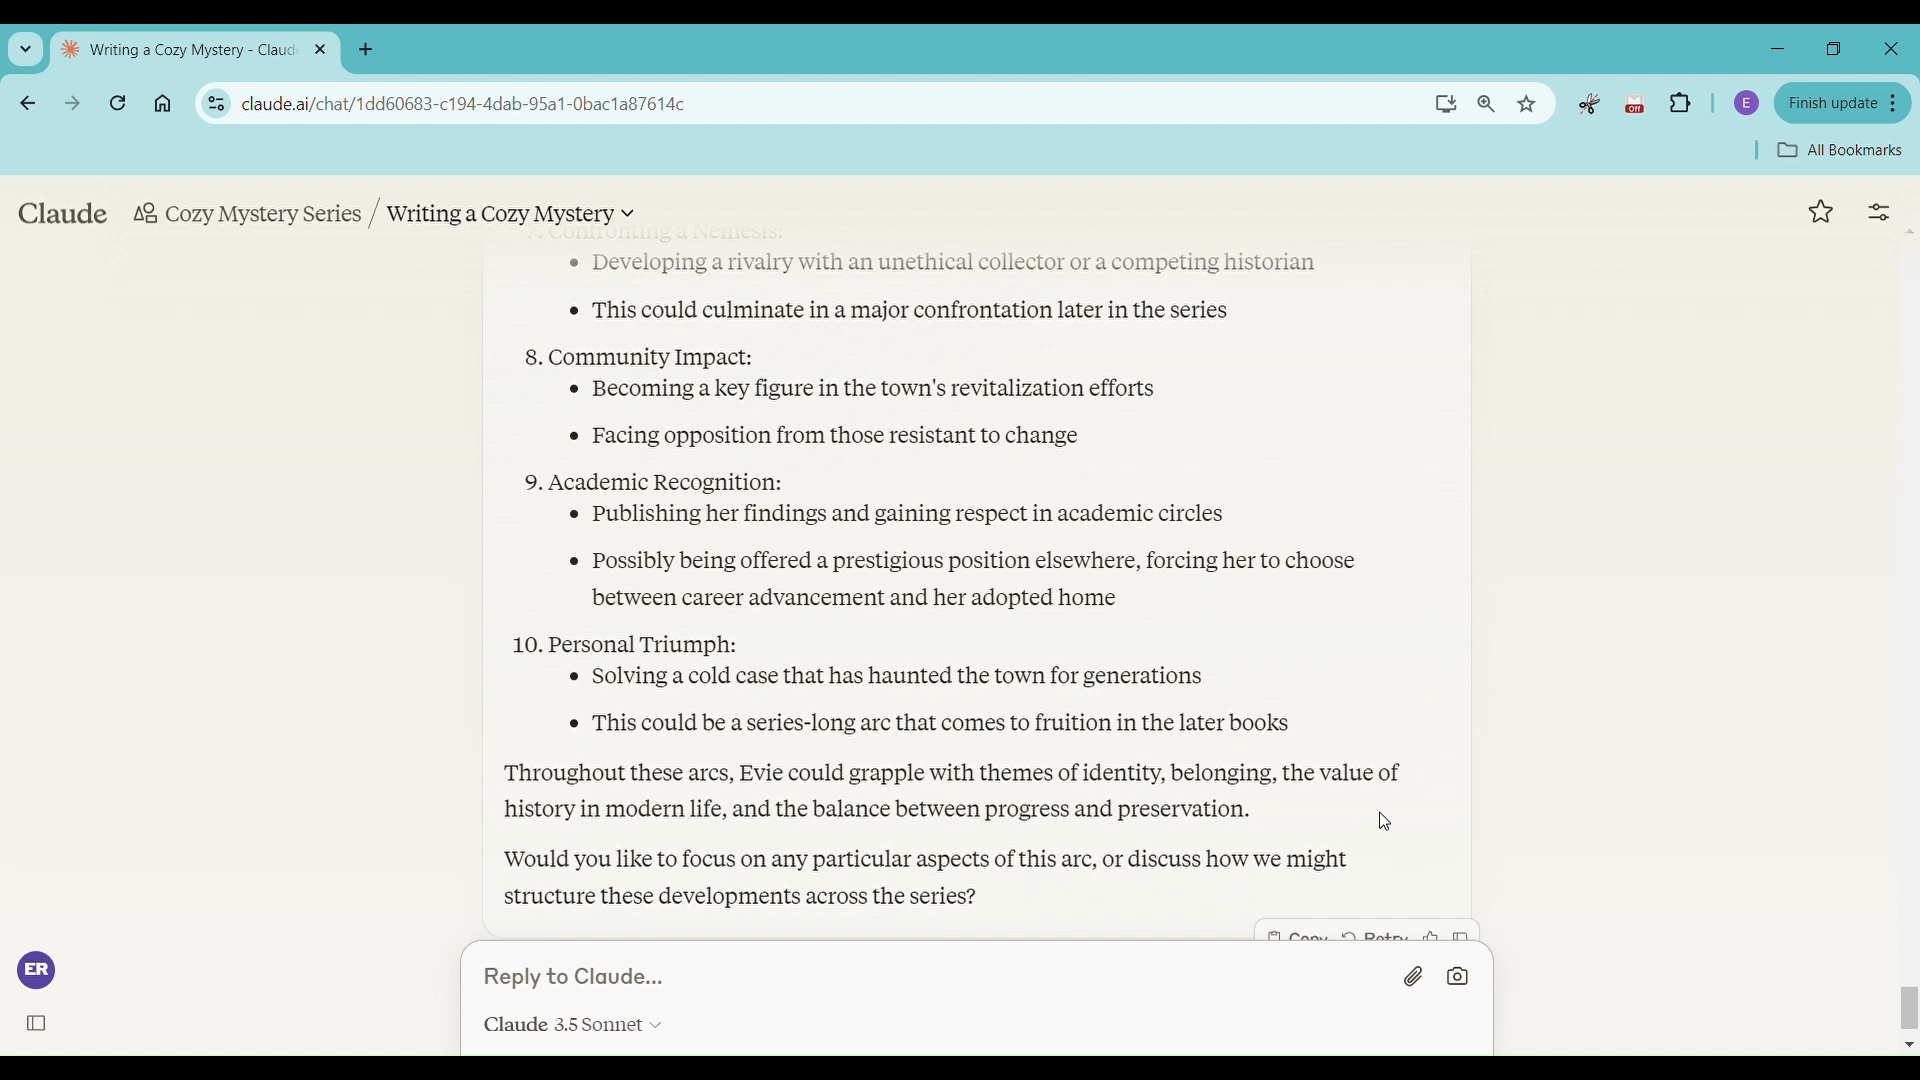 Writing a Cozy Mystery - Claud
claude.ai/chat/1dd60683-c194-4dab-95a1-0bac1a87614c
Off
E
Finish update
All Bookmarks
Claude
Cozy Mystery Series / Writing a Cozy Mystery
7. Confronting a Nemesis:
• Developing a rivalry with an unethical collector or a competing historian
• This could culminate in a major confrontation later in the series
8. Community Impact:
• Becoming a key figure in the town's revitalization efforts
• Facing opposition from those resistant to change
9. Academic Recognition:
• Publishing her findings and gaining respect in academic circles
• Possibly being offered a prestigious position elsewhere, forcing her to choose
between career advancement and her adopted home
10. Personal Triumph:
• Solving a cold case that has haunted the town for generations
• This could be a series-long arc that comes to fruition in the later books
Throughout these arcs, Evie could grapple with themes of identity, belonging, the value of
history in modern life, and the balance between progress and preservation.
Would you like to focus on any particular aspects of this arc, or discuss how we might
structure these developments across the series?
Copy Retry
ER
Reply to Claude...
Claude 3.5 Sonnet